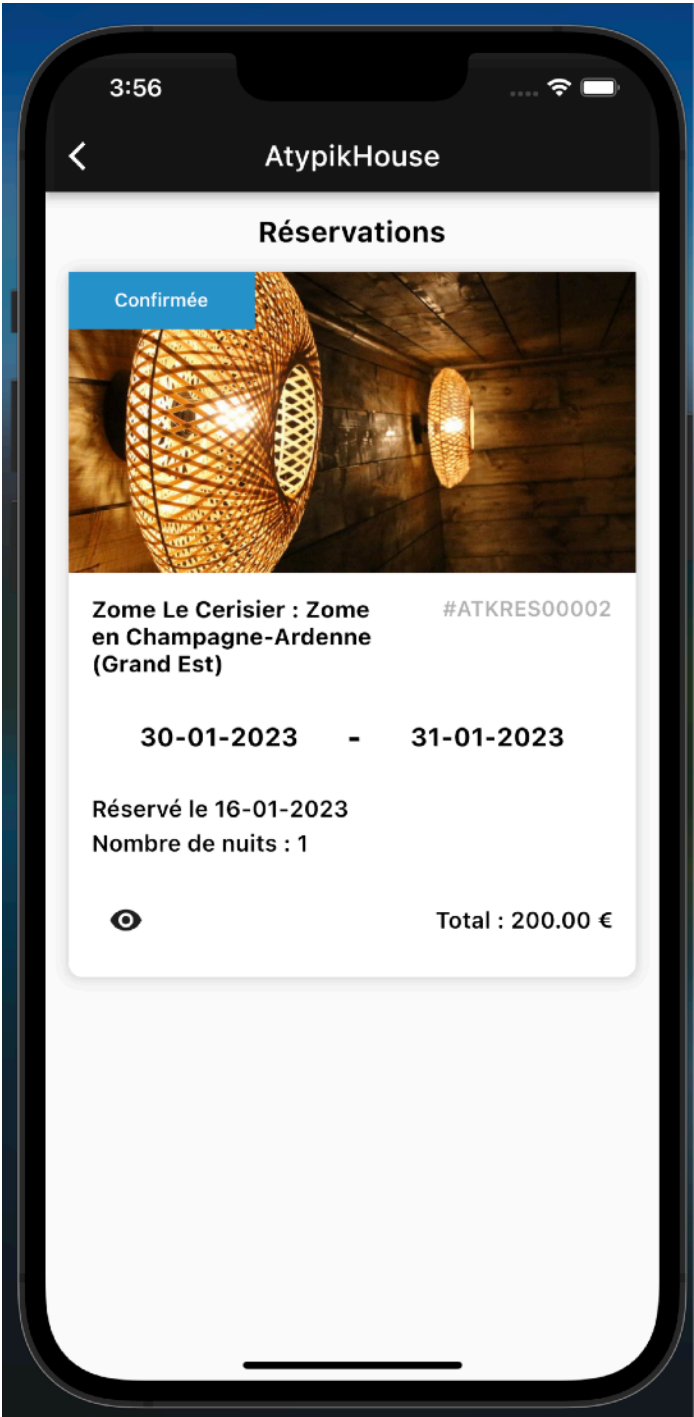 3:56
AtypikHouse
Réservations
Confirmée
Zome Le Cerisier : Zome
en Champagne-Ardenne
(Grand Est)
#ATKRES00002
30-01-2023 - 31-01-2023
Réservé le 16-01-2023
Nombre de nuits : 1
Total : 200.00 €